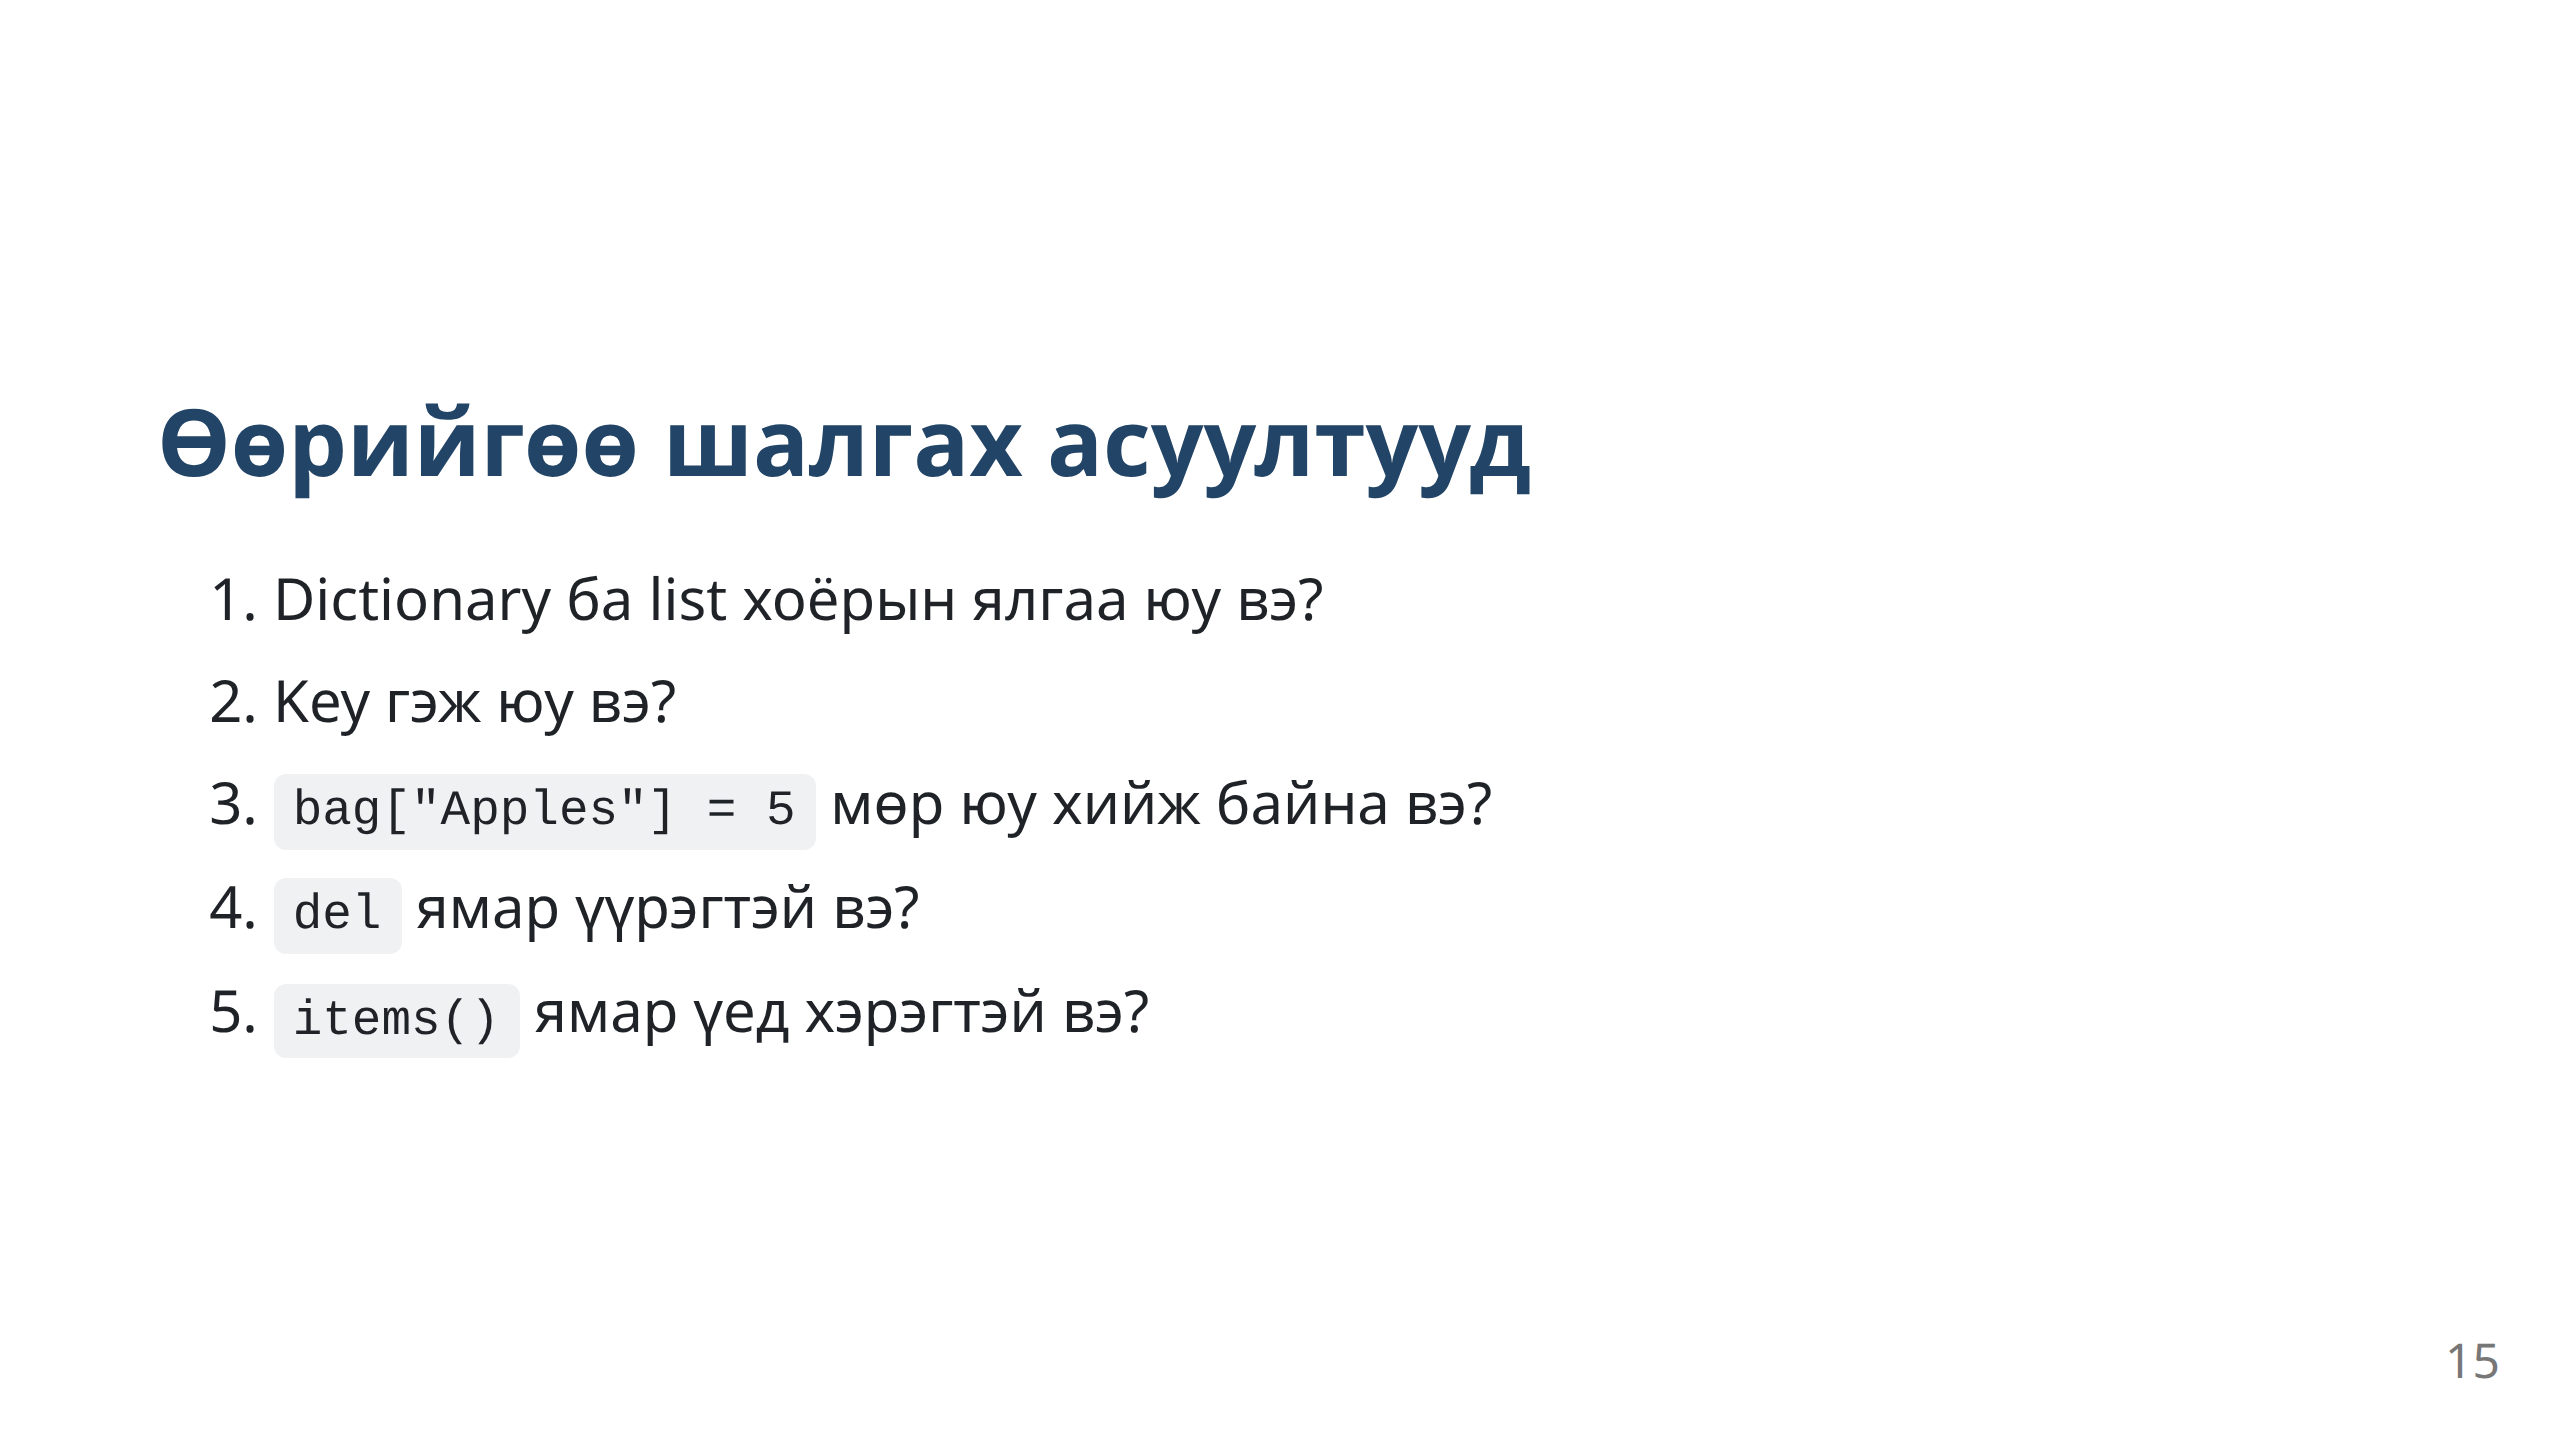 Өөрийгөө шалгах асуултууд
1. Dictionary ба list хоёрын ялгаа юу вэ?
2. Key гэж юу вэ?
3. bag["Apples"] = 5 мөр юу хийж байна вэ?
4. del ямар үүрэгтэй вэ?
5. items() ямар үед хэрэгтэй вэ?
15